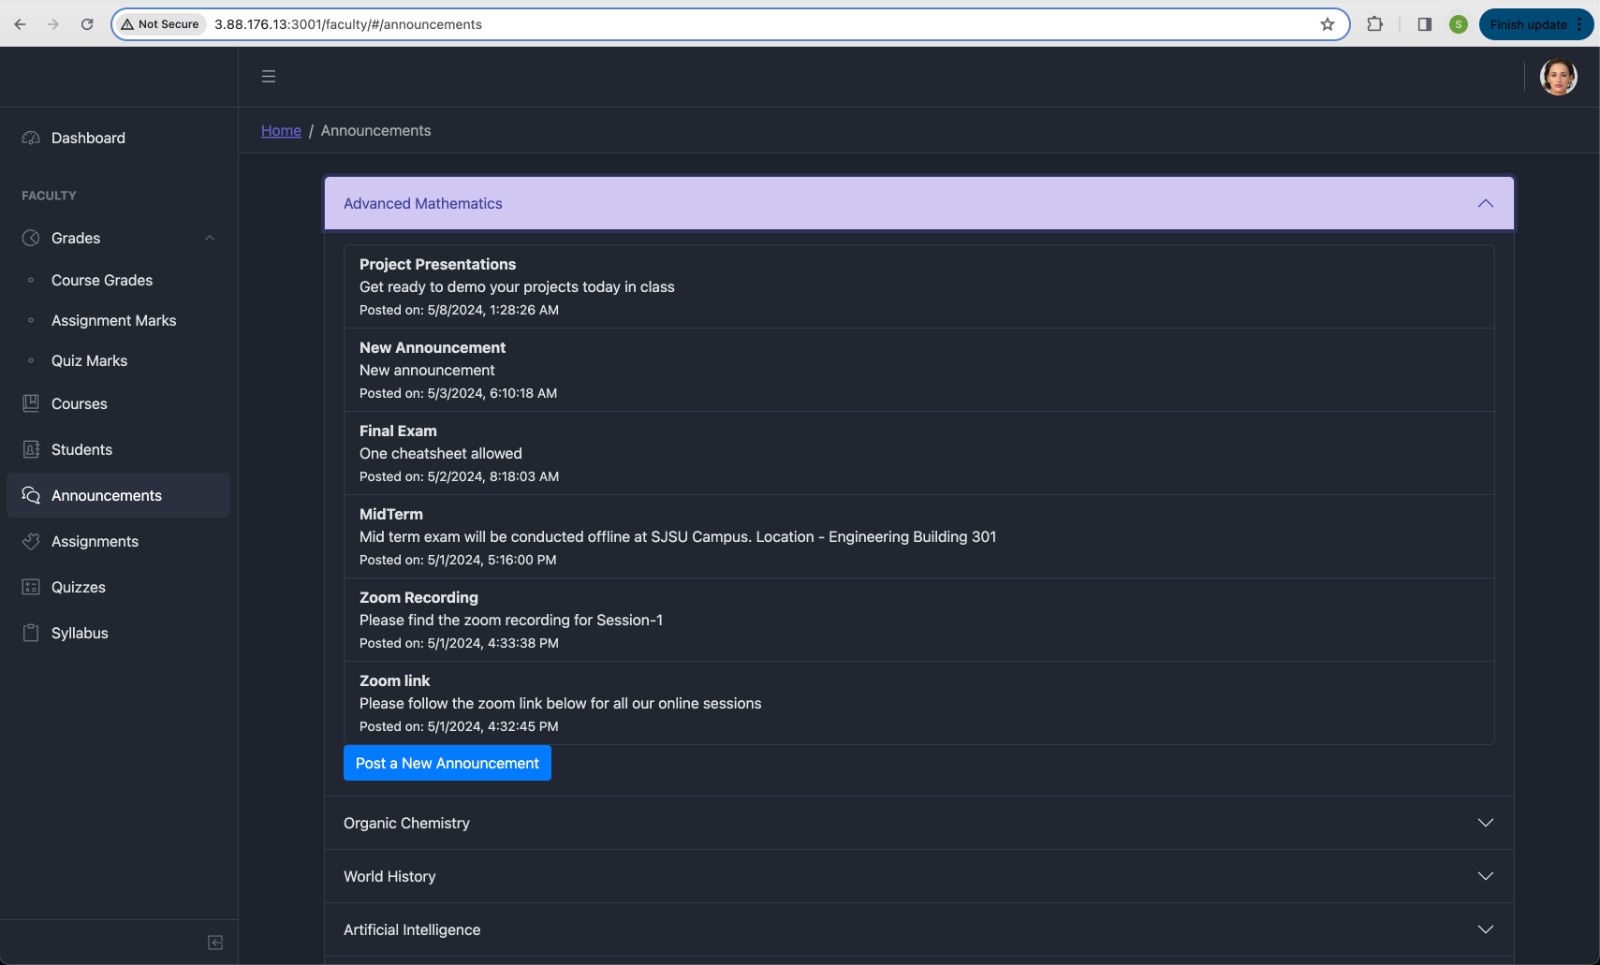 Not Secure 3.88.176.13:3001/faculty/#/announcements S Finish update
Home / Announcements
Dashboard
FACULTY
Grades
Course Grades
Assignment Marks
Quiz Marks
Courses
Students
Announcements
Assignments
Quizzes
Syllabus
Advanced Mathematics
Project Presentations
Get ready to demo your projects today in class
Posted on: 5/8/2024, 1:28:26 AM
New Announcement
New announcement
Posted on: 5/3/2024, 6:10:18 AM
Final Exam
One cheatsheet allowed
Posted on: 5/2/2024, 8:18:03 AM
MidTerm
Mid term exam will be conducted offline at SJSU Campus. Location - Engineering Building 301
Posted on: 5/1/2024, 5:16:00 PM
Zoom Recording
Please find the zoom recording for Session-1
Posted on: 5/1/2024, 4:33:38 PM
Zoom link
Please follow the zoom link below for all our online sessions
Posted on: 5/1/2024, 4:32:45 PM
Post a New Announcement
Organic Chemistry
World History
Artificial Intelligence